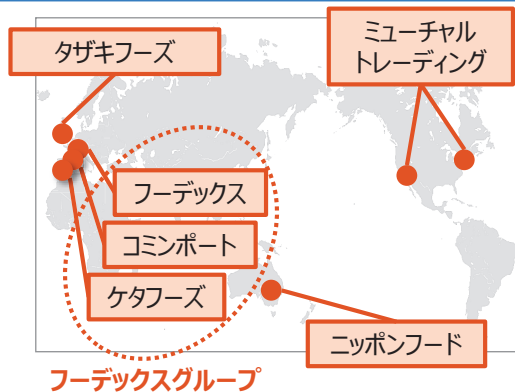 タザキフーズ
ミューチャル
トレーディング
フーデックス
コミンポート
ケタフーズ
ニッポンフード
フーデックスグループ